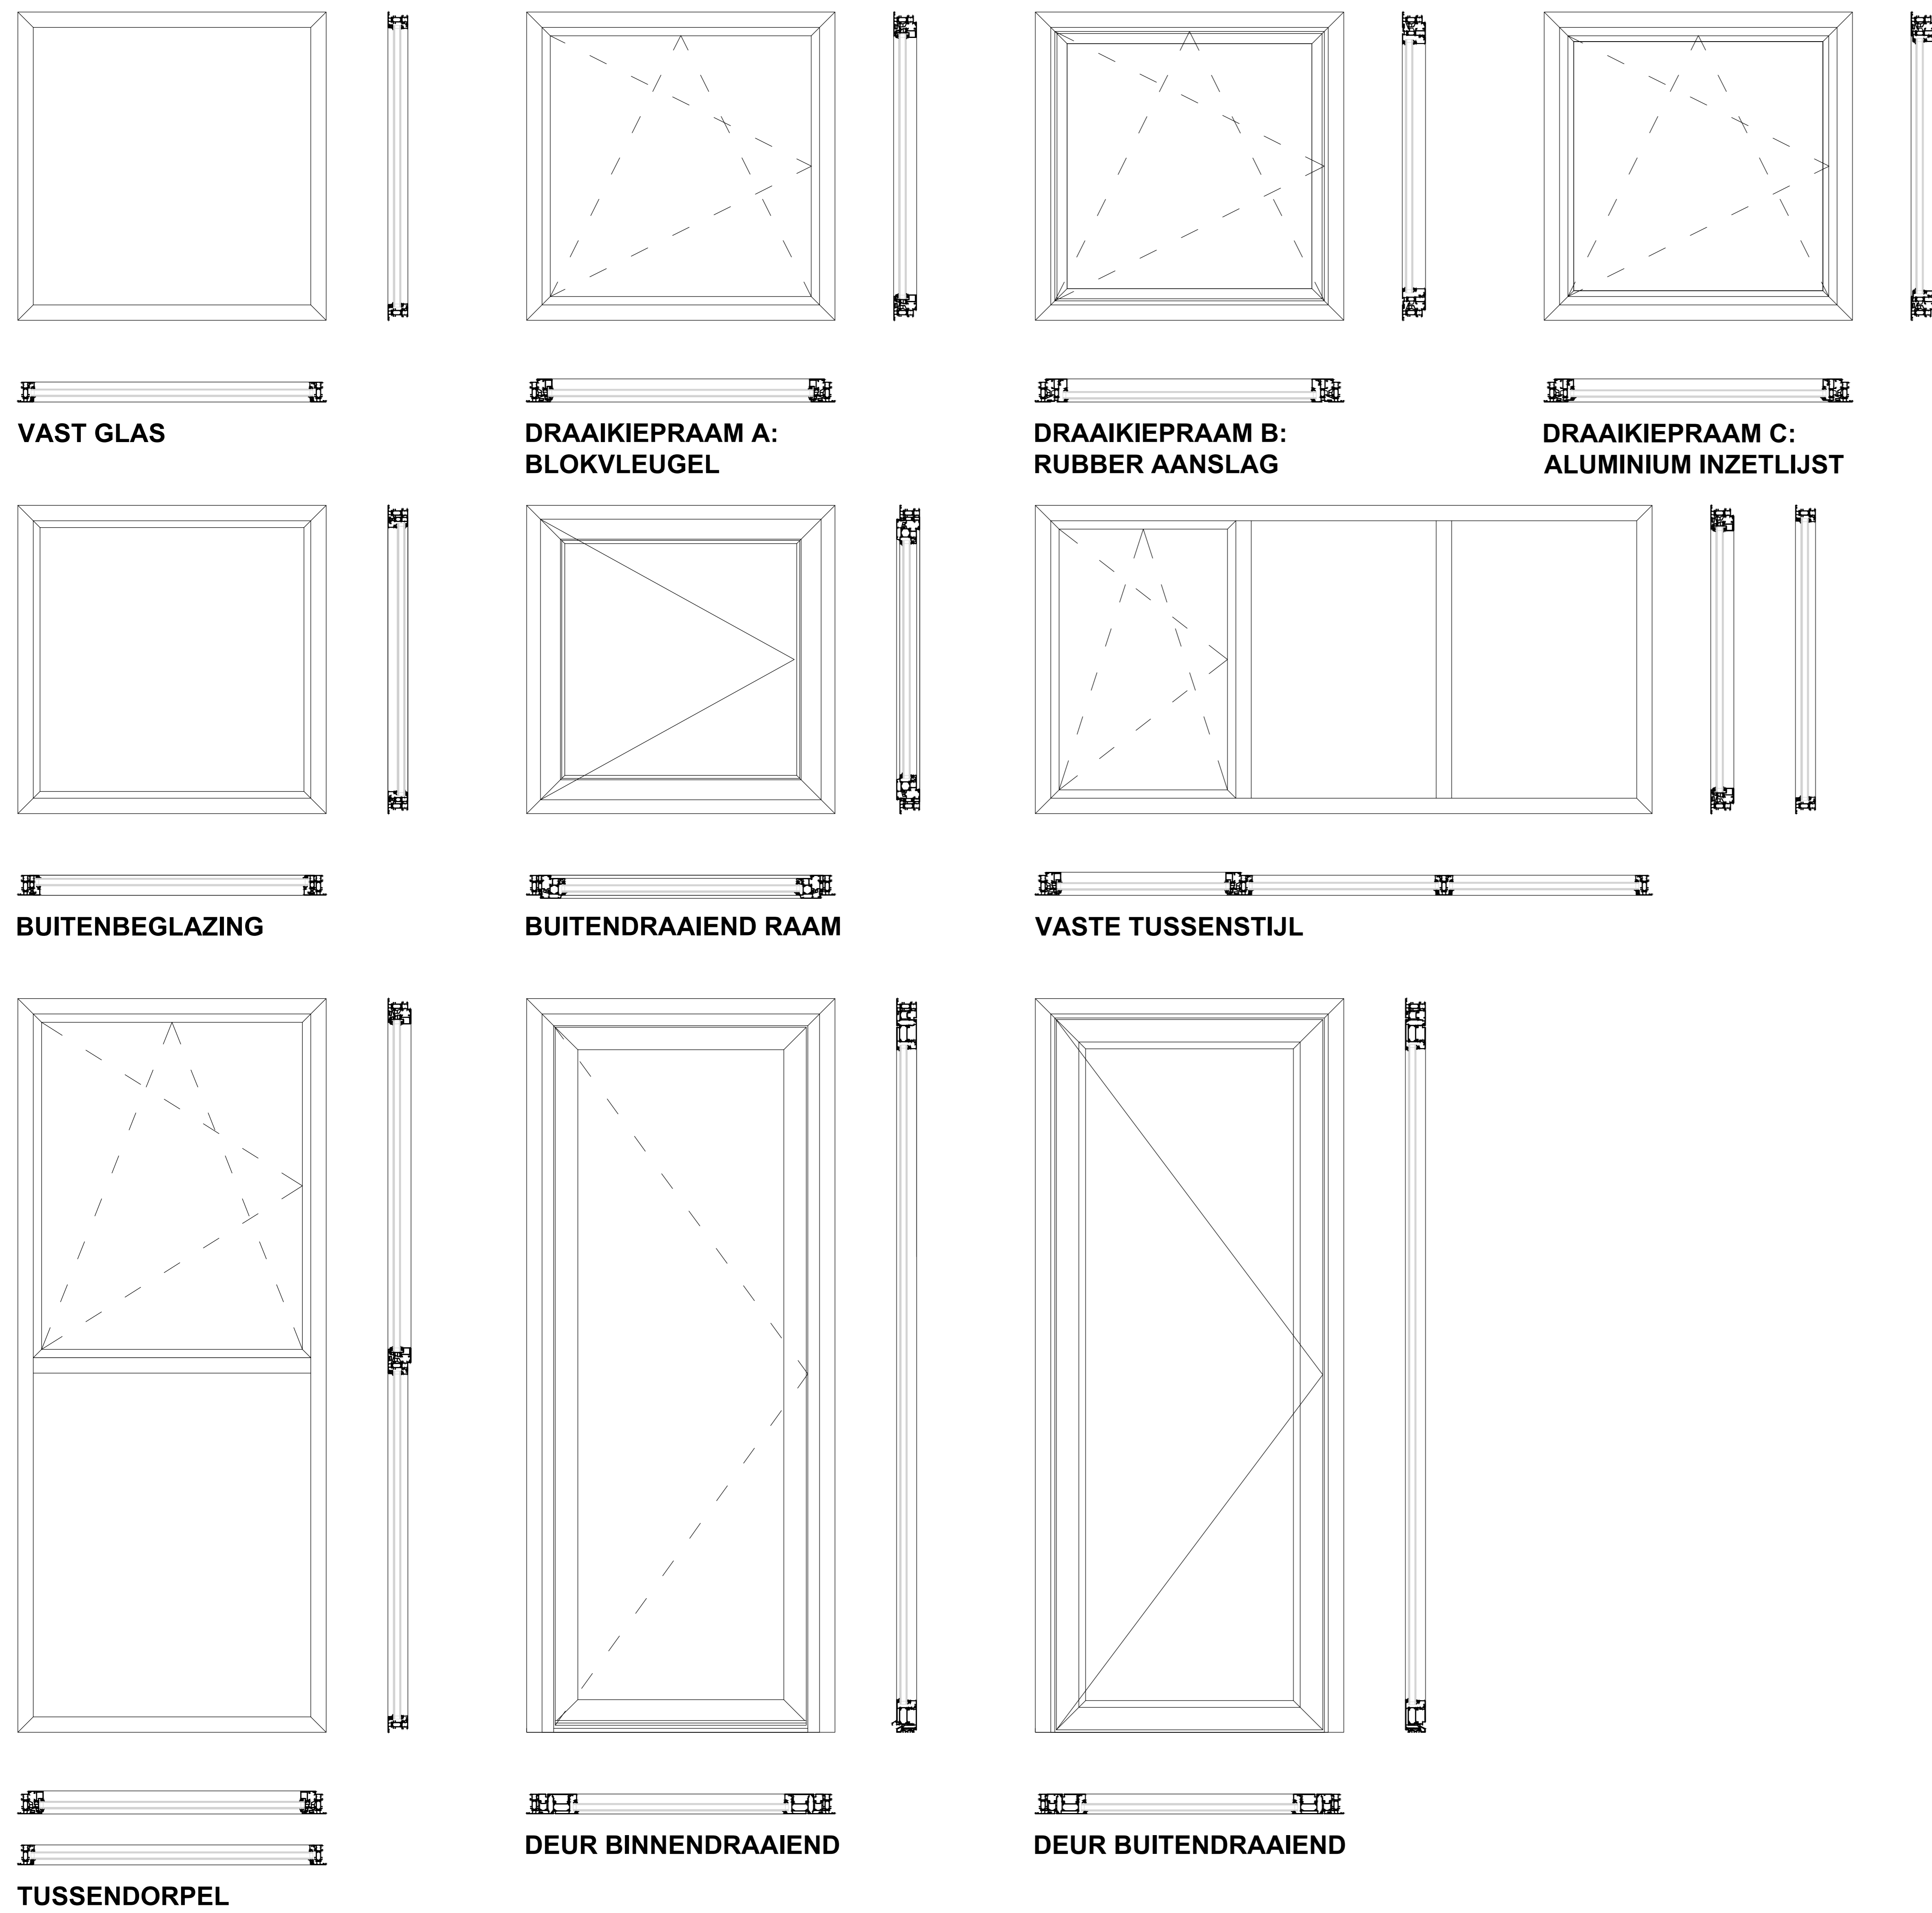 VAST GLAS
DRAAIKIEPRAAM A:
BLOKVLEUGEL
DRAAIKIEPRAAM B:
RUBBER AANSLAG
DRAAIKIEPRAAM C:
ALUMINIUM INZETLIJST
BUITENBEGLAZING
BUITENDRAAIEND RAAM
VASTE TUSSENSTIJL
TUSSENDORPEL
DEUR BINNENDRAAIEND
DEUR BUITENDRAAIEND